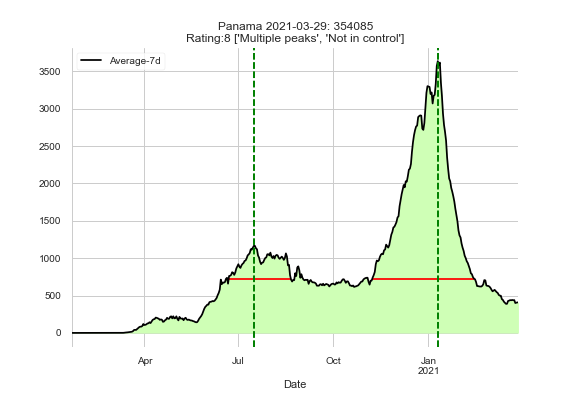 Panama 2021-03-29: 354085
Rating:8 ['Multiple peaks', 'Not in control']
Average-7d
3500
3000
2500
2000
1500
1000
500
0
Apr
Jul
Oct
Jan
2021
Date